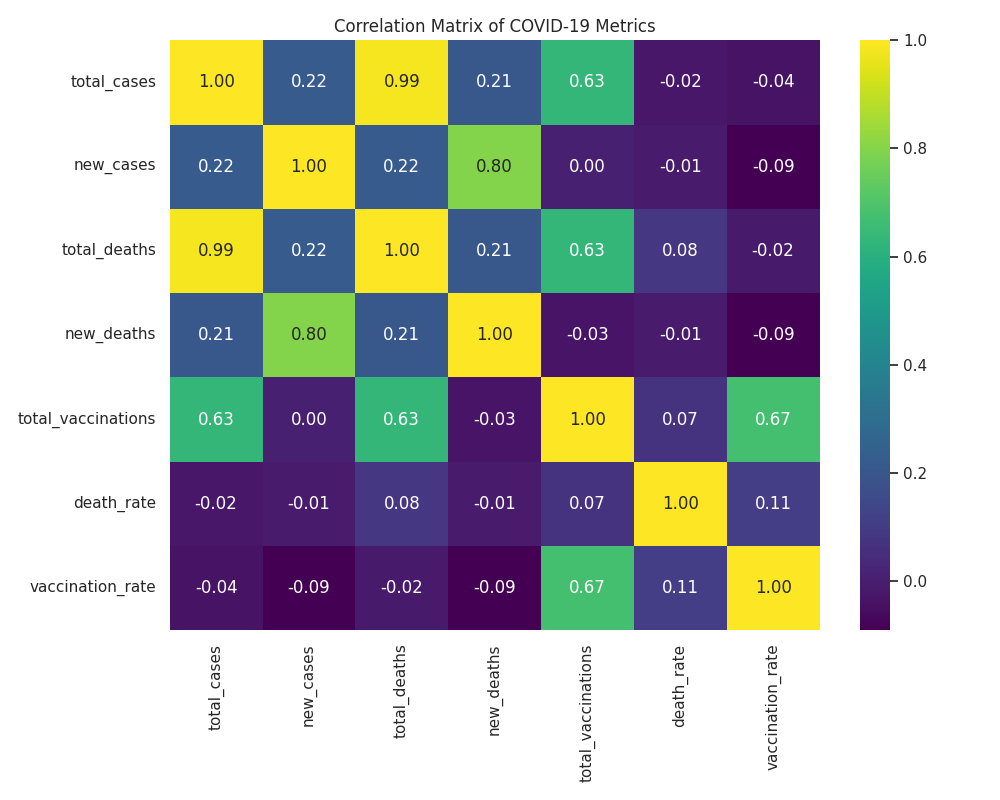 Correlation Matrix of COVID-19 Metrics
total_cases 1.00 0.22 0.99 0.21 0.63 -0.02 -0.04
new_cases 0.22 1.00 0.22 0.80 0.00 -0.01 -0.09
total_deaths 0.99 0.22 1.00 0.21 0.63 0.08 -0.02
new_deaths 0.21 0.80 0.21 1.00 -0.03 -0.01 -0.09
total_vaccinations 0.63 0.00 0.63 -0.03 1.00 0.07 0.67
death_rate -0.02 -0.01 0.08 -0.01 0.07 1.00 0.11
vaccination_rate -0.04 -0.09 -0.02 -0.09 0.67 0.11 1.00
total_cases
new_cases
total_deaths
new_deaths
total_vaccinations
death_rate
vaccination_rate
1.0
0.8
0.6
0.4
0.2
0.0